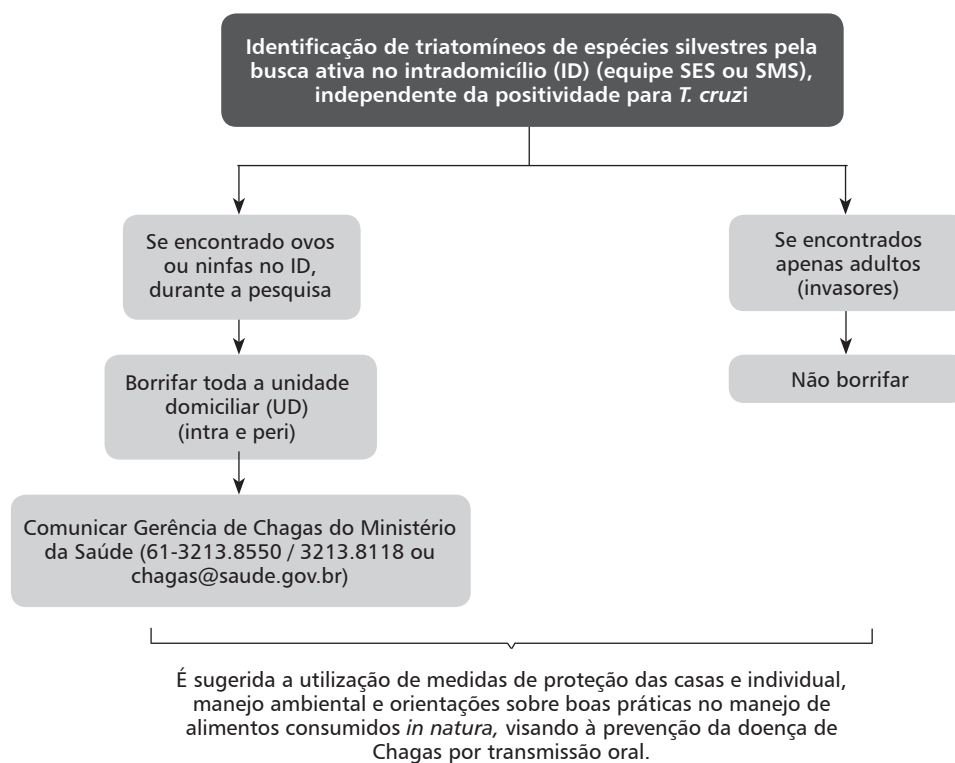 Identificação de triatomíneos de espécies silvestres pela
busca ativa no intradomicílio (ID) (equipe SES ou SMS),
independente da positividade para T. cruzi
Se encontrado ovos
ou ninfas no ID,
durante a pesquisa
Se encontrados
apenas adultos
(invasores)
Borrifar toda a unidade
domiciliar (UD)
(intra e peri)
Não borrifar
Comunicar Gerência de Chagas do Ministério
da Saúde (61-3213.8550 / 3213.8118 ou
chagas@saude.gov.br)
É sugerida a utilização de medidas de proteção das casas e individual,
manejo ambiental e orientações sobre boas práticas no manejo de
alimentos consumidos in natura, visando à prevenção da doença de
Chagas por transmissão oral.